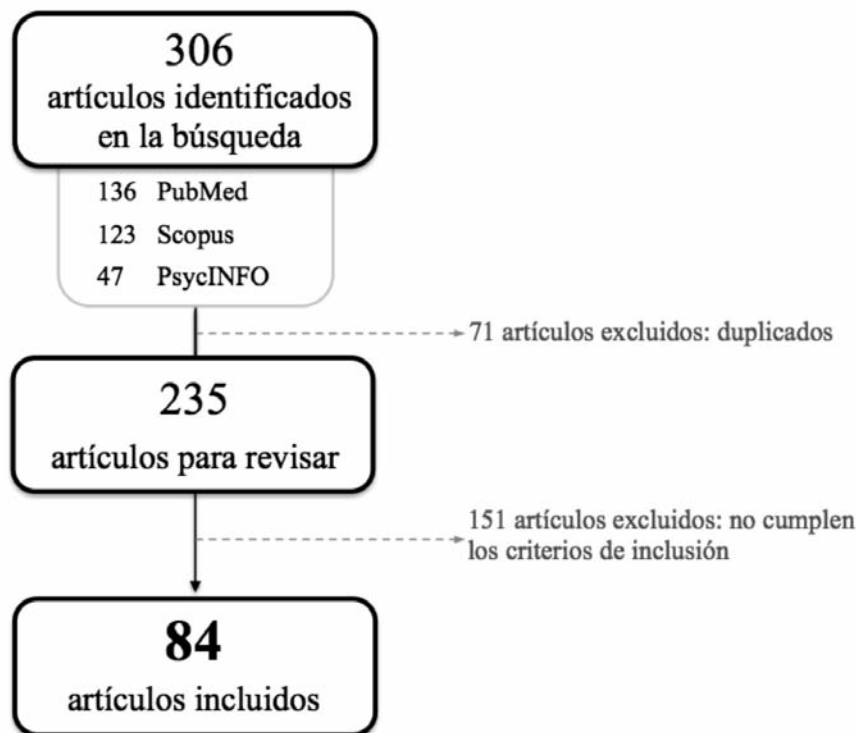 306
artículos identificados
en la búsqueda
136 PubMed
123 Scopus
47 PsycINFO
71 artículos excluidos: duplicados
235
artículos para revisar
151 artículos excluidos: no cumplen
los criterios de inclusión
84
artículos incluidos